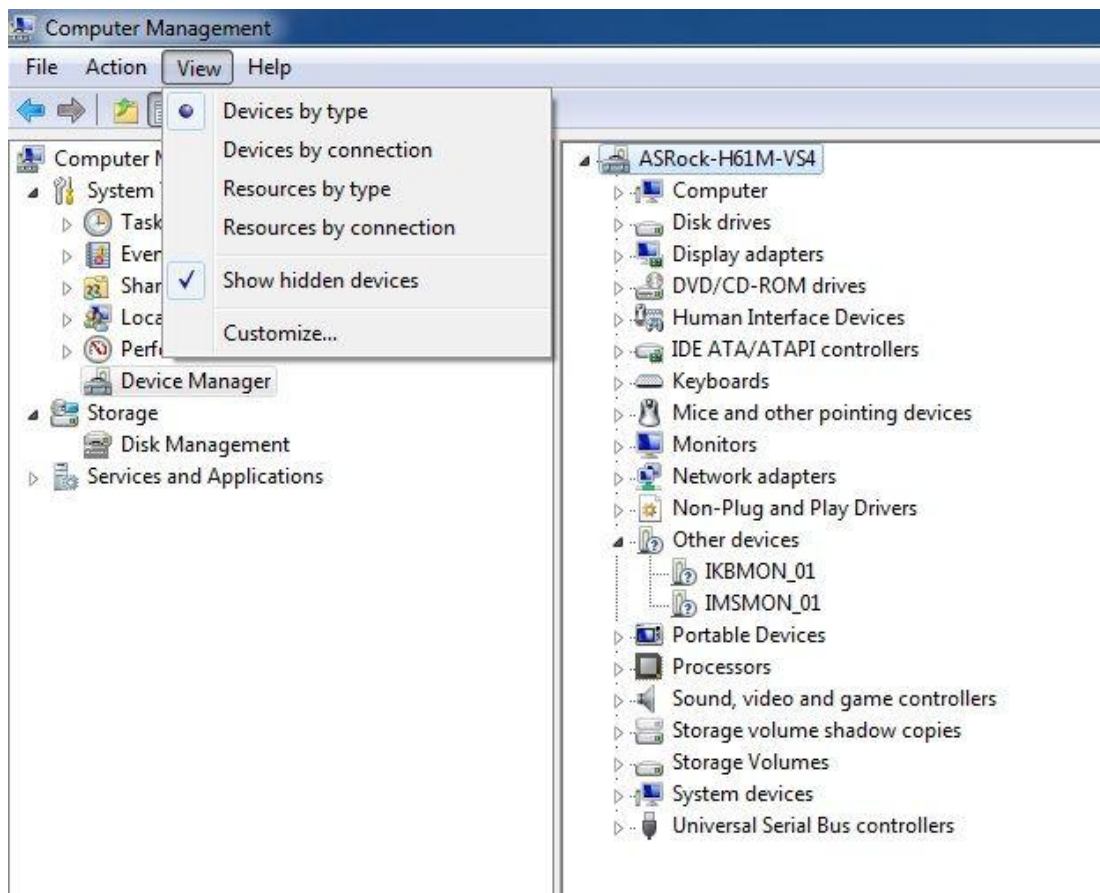 Computer Management
File Action View Help
Devices by type
Devices by connection
Resources by type
Resources by connection
Show hidden devices
Customize...
Computer M
System T
Task
Even
Shar
Loca
Perfo
Device Manager
Storage
Disk Management
Services and Applications
ASRock-H61M-VS4
Computer
Disk drives
Display adapters
DVD/CD-ROM drives
Human Interface Devices
IDE ATA/ATAPI controllers
Keyboards
Mice and other pointing devices
Monitors
Network adapters
Non-Plug and Play Drivers
Other devices
IKBMON_01
IMSMON_01
Portable Devices
Processors
Sound, video and game controllers
Storage volume shadow copies
Storage Volumes
System devices
Universal Serial Bus controllers